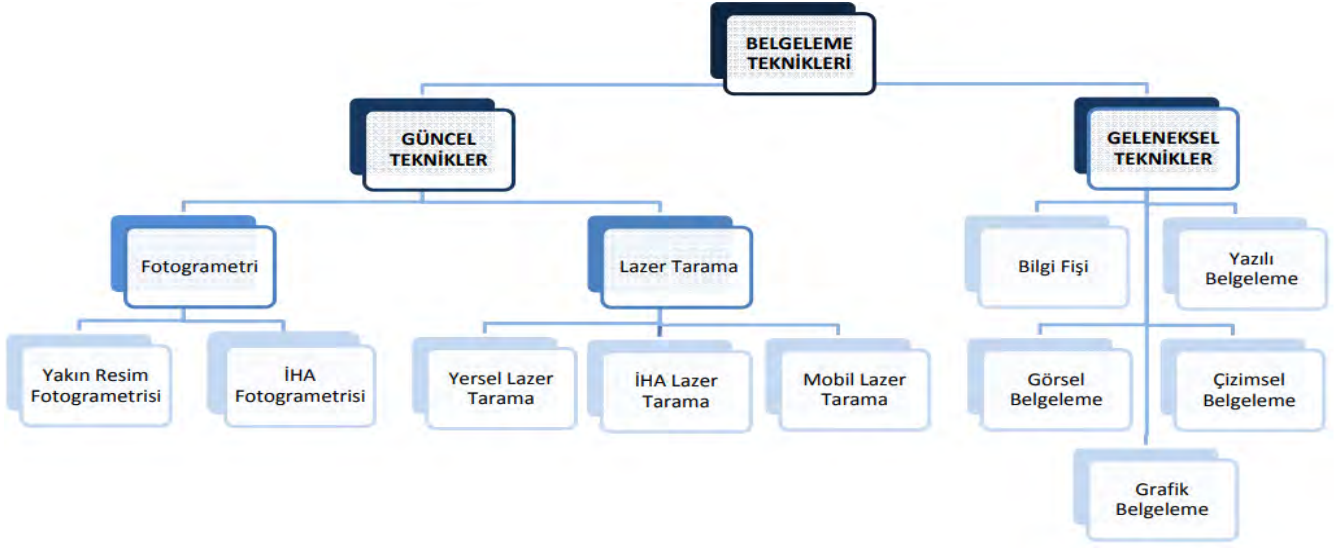 BELGELEME
TEKNİKLERİ
GÜNCEL
TEKNİKLER
GELENEKSEL
TEKNİKLER
Fotogrametri
Lazer Tarama
Bilgi Fişi
Yazılı
Belgeleme
Yakın Resim
Fotogrametrisi
İHA
Fotogrametrisi
Yersel Lazer
Tarama
İHA Lazer
Tarama
Mobil Lazer
Tarama
Görsel
Belgeleme
Çizimsel
Belgeleme
Grafik
Belgeleme